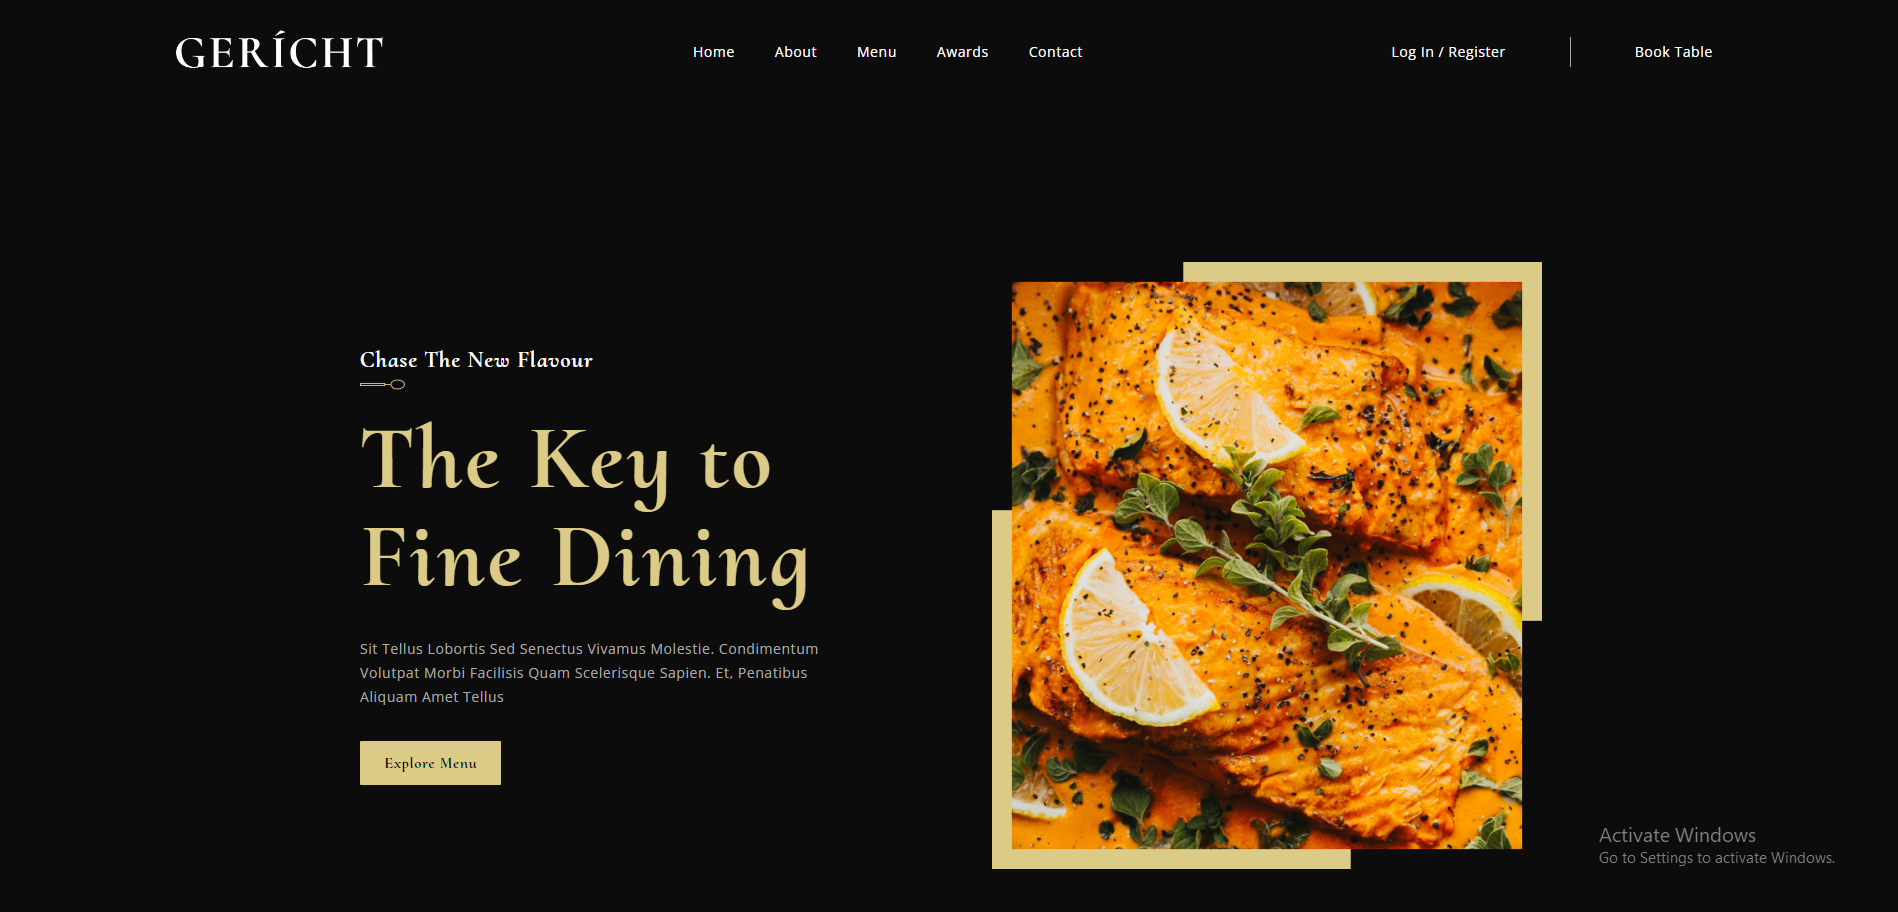 GERÍCHT
Home About Menu Awards Contact
Log In / Register
Book Table
Chase The New Flavour
The Key to
Fine Dining
Sit Tellus Lobortis Sed Senectus Vivamus Molestie. Condimentum
Volutpat Morbi Facilisis Quam Scelerisque Sapien. Et, Penatibus
Aliquam Amet Tellus
Explore Menu
Activate Windows
Go to Settings to activate Windows.